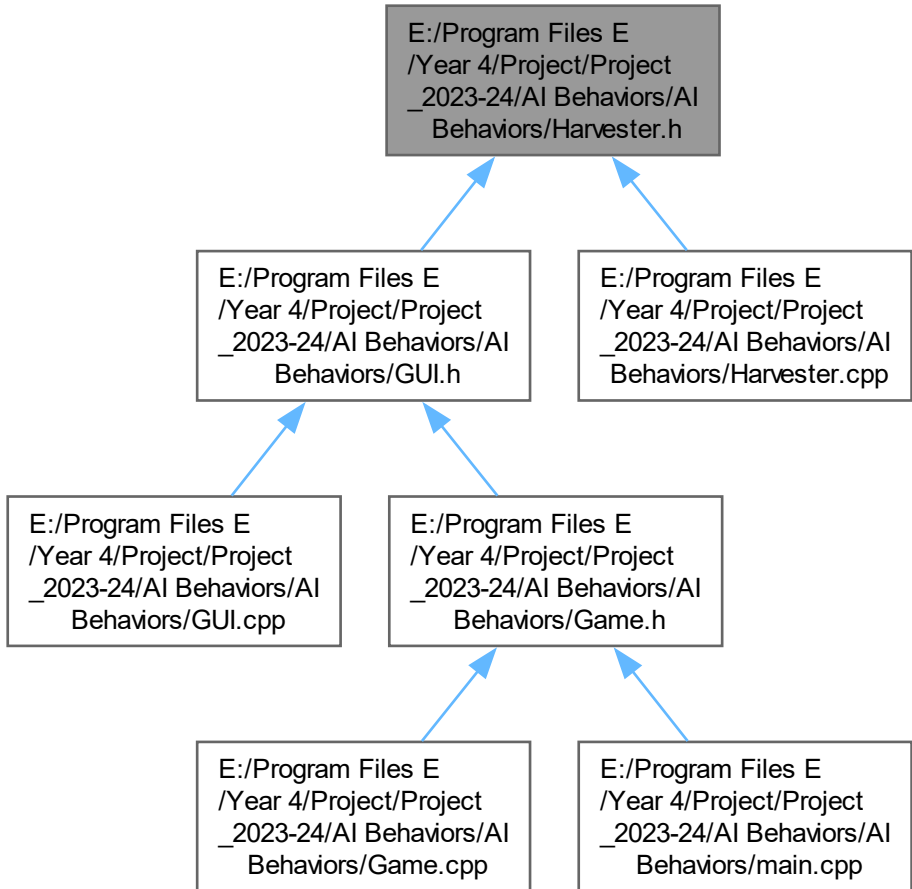 E:/Program Files E
/Year 4/Project/Project
_2023-24/AI Behaviors/AI
Behaviors/Harvester.h
E:/Program Files E
/Year 4/Project/Project
_2023-24/AI Behaviors/AI
Behaviors/GUI.h
E:/Program Files E
/Year 4/Project/Project
_2023-24/AI Behaviors/AI
Behaviors/Harvester.cpp
E:/Program Files E
/Year 4/Project/Project
_2023-24/AI Behaviors/AI
Behaviors/GUI.cpp
E:/Program Files E
/Year 4/Project/Project
_2023-24/AI Behaviors/AI
Behaviors/Game.h
E:/Program Files E
/Year 4/Project/Project
_2023-24/AI Behaviors/AI
Behaviors/Game.cpp
E:/Program Files E
/Year 4/Project/Project
_2023-24/AI Behaviors/AI
Behaviors/main.cpp